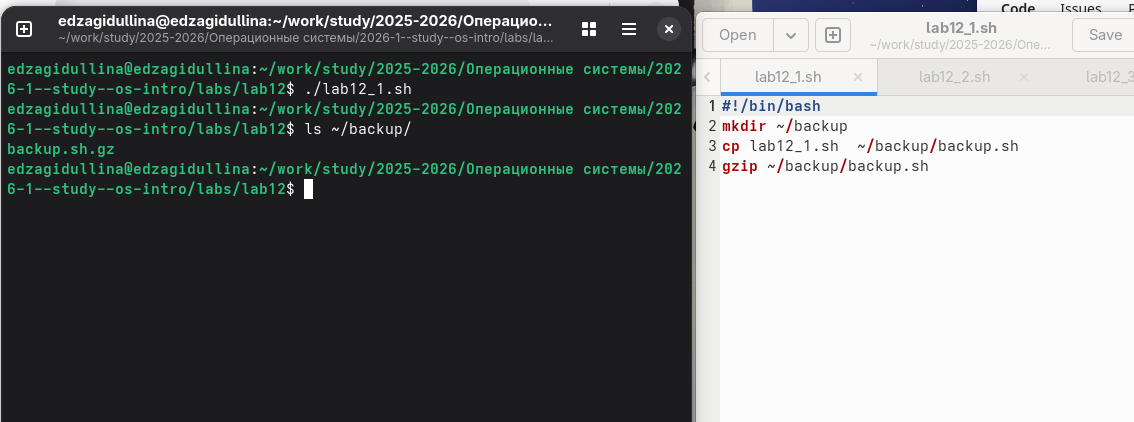 edzagidullina@edzagidullina:~/work/study/2025-2026/Операцио...
~/work/study/2025-2026/Операционные системы/2026-1--study--os-intro/labs/la...
edzagidullina@edzagidullina:~/work/study/2025-2026/Операционные системы/202
6-1--study--os-intro/labs/lab12$ ./lab12_1.sh
edzagidullina@edzagidullina:~/work/study/2025-2026/Операционные системы/202
6-1--study--os-intro/labs/lab12$ ls ~/backup/
backup.sh.gz
edzagidullina@edzagidullina:~/work/study/2025-2026/Операционные системы/202
6-1--study--os-intro/labs/lab12$
Code Issues
Open
lab12_1.sh
~/work/study/2025-2026/Опе...
Save
lab12_1.sh
lab12_2.sh
lab12_3
1 #!/bin/bash
2 mkdir ~/backup
3 cp lab12_1.sh  ~/backup/backup.sh
4 gzip ~/backup/backup.sh